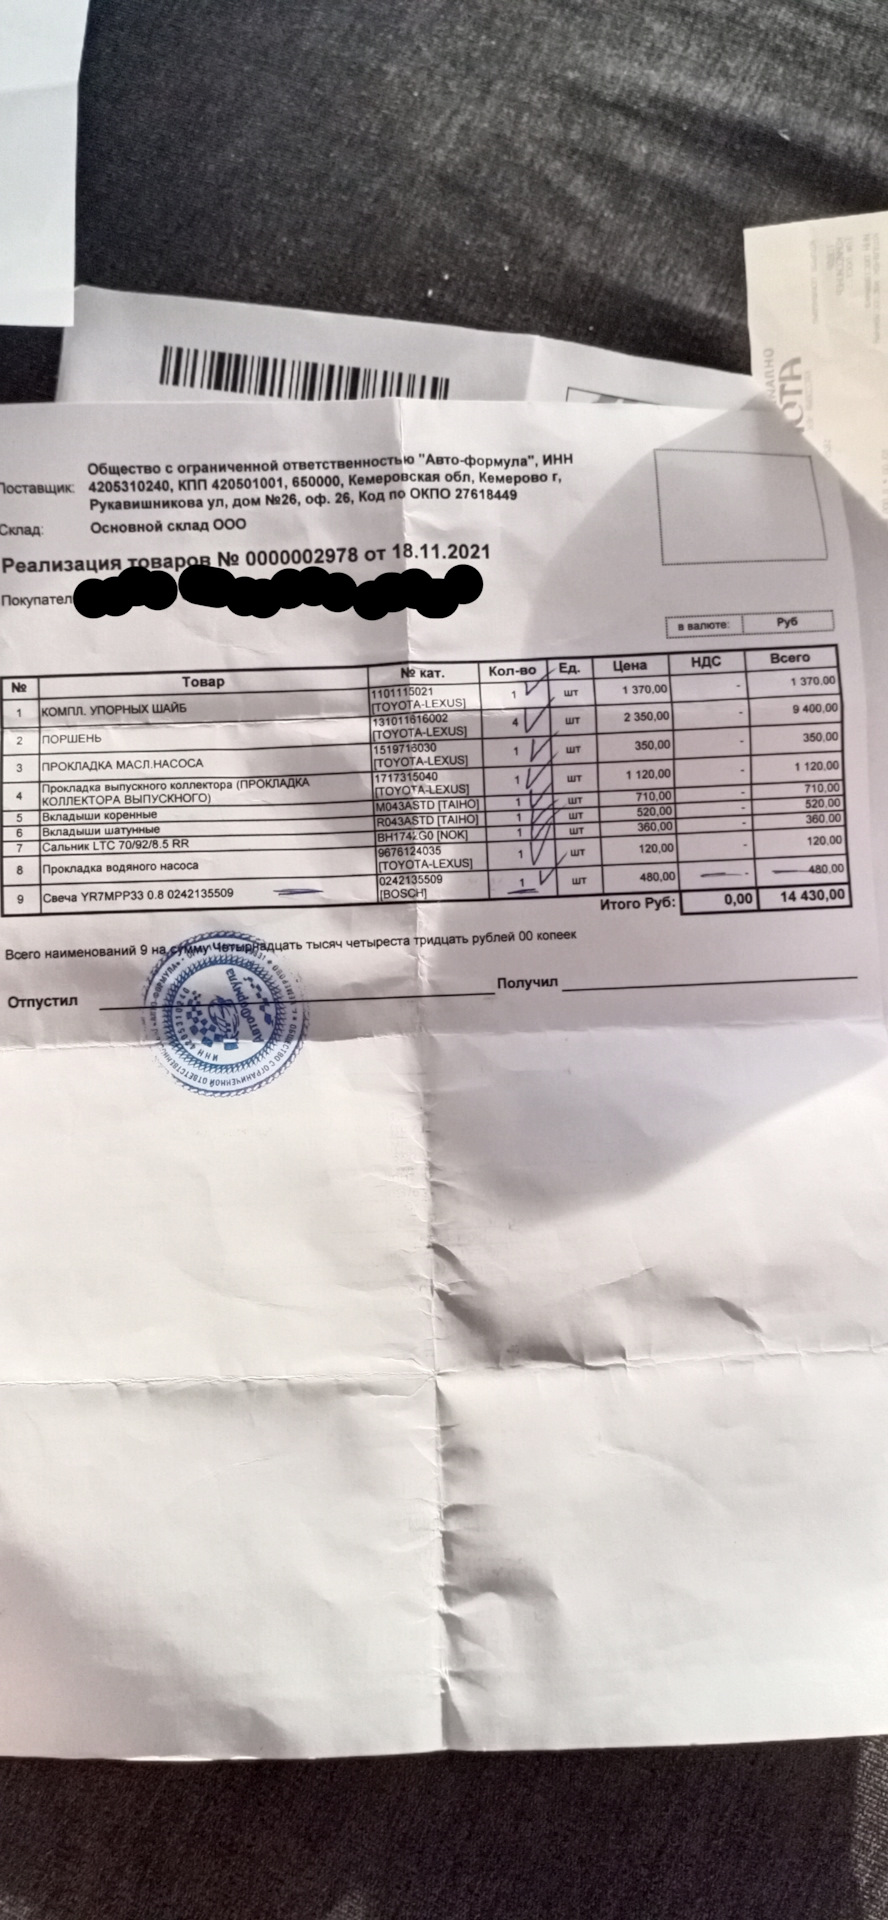 Общество с ограниченной ответственностью "Авто-формула", ИНН
Поставщик: 4205310240, КПП 420501001, 650000, Кемеровская обл, Кемерово г,
Рукавишникова ул, дом №26, оф. 26, Код по ОКПО 27618449
Склад: Основной склад ООО
Реализация товаров № 0000002978 от 18.11.2021
Покупател
в валюте: Руб
№ Товар № кат. Кол-во Ед. Цена НДС Всего
1 КОМПЛ. УПОРНЫХ ШАЙБ 1101115021 [TOYOTA-LEXUS] 1 шт 1 370,00 - 1 370,00
2 ПОРШЕНЬ 131011616002 [TOYOTA-LEXUS] 4 шт 2 350,00 - 9 400,00
3 ПРОКЛАДКА МАСЛ.НАСОСА 1519716030 [TOYOTA-LEXUS] 1 шт 350,00 - 350,00
4 Прокладка выпускного коллектора (ПРОКЛАДКА КОЛЛЕКТОРА ВЫПУСКНОГО) 1717315040 [TOYOTA-LEXUS] 1 шт 1 120,00 - 1 120,00
5 Вкладыши коренные M043ASTD [TAIHO] 1 шт 710,00 - 710,00
6 Вкладыши шатунные R043ASTD [TAIHO] 1 шт 520,00 - 520,00
7 Сальник LTC 70/92/8.5 RR [NOK] 1 шт 360,00 - 360,00
8 Прокладка водяного насоса 9676124035 [TOYOTA-LEXUS] 1 шт 120,00 - 120,00
9 Свеча YR7MPP33 0.8 0242135509 0242135509 [BOSCH] 1 шт 480,00 480,00
Итого Руб: 0,00 14 430,00
Всего наименований 9 на сумму Четырнадцать тысяч четыреста тридцать рублей 00 копеек
Отпустил Получил
АвтоФормула
ИНН 4205310240